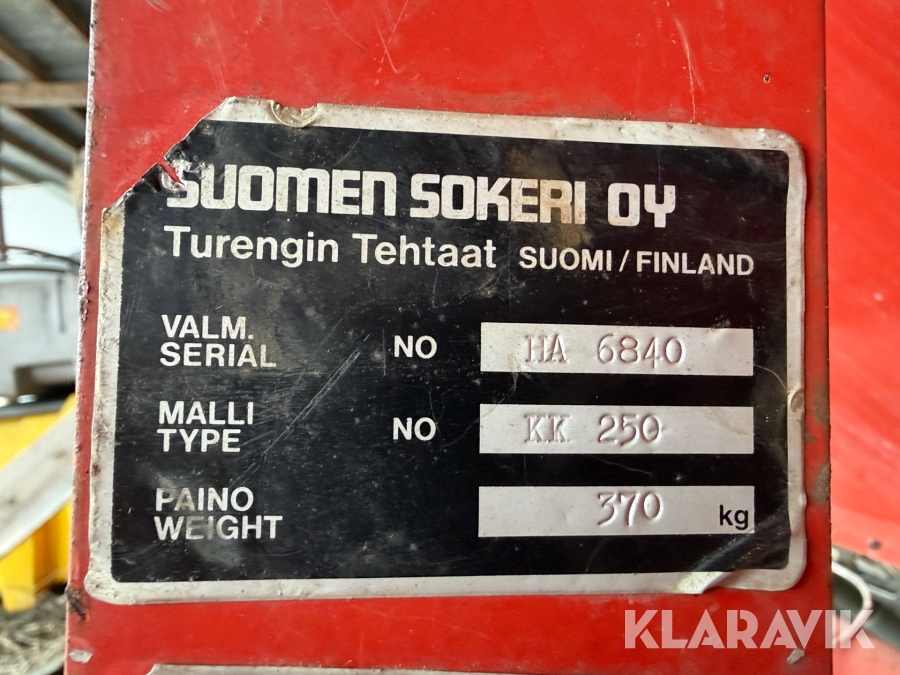 SUOMEN SOKERI OY
Turengin Tehtaat SUOMI / FINLAND
VALM. SERIAL NO HA 6840
MALLI TYPE NO KK 250
PAINO WEIGHT 370 kg
KLARAVIK